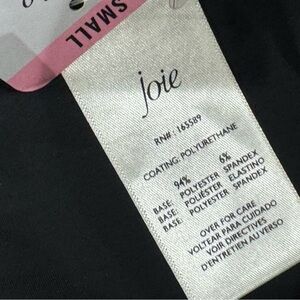 SMALL
joie
RN#: 165589
COATING: POLYURETHANE
94% 6%
BASE: POLYESTER SPANDEX
BASE: POLIÉSTER ELASTINO
BASE: POLYESTER SPANDEX
OVER FOR CARE
VOLTEAR PARA CUIDADO
VOIR DIRECTIVES
D'ENTRETIEN AU VERSO